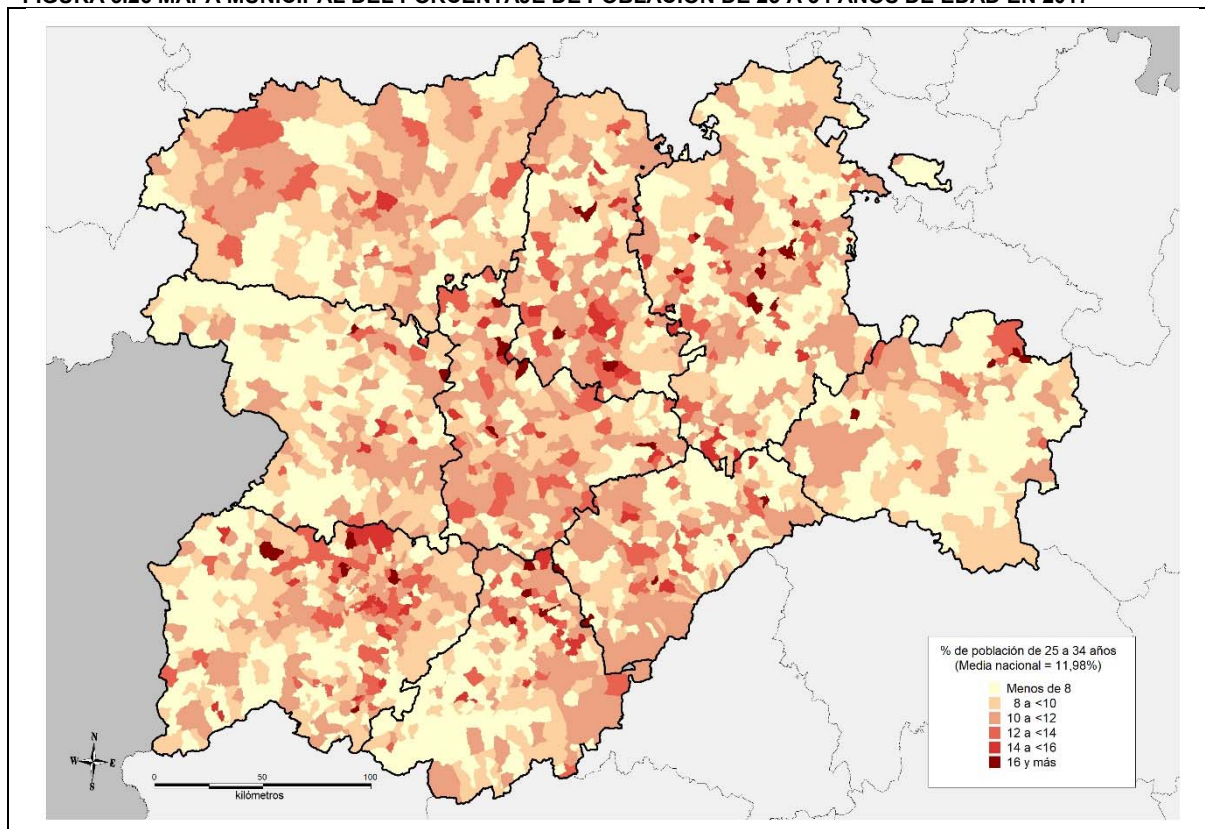 % de población de 25 a 34 años
(Media nacional = 11,98%)
Menos de 8
8 a <10
10 a <12
12 a <14
14 a <16
16 y más
N
W E
S
0 50 100
kilómetros